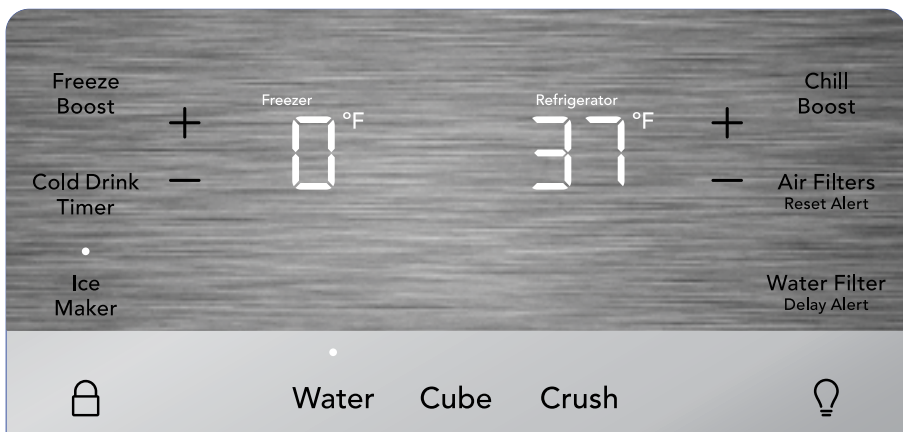 Freeze
Boost
+
Freezer
0 °F
Refrigerator
37 °F
+
Chill
Boost
Cold Drink
Timer
−
−
Air Filters
Reset Alert
Ice
Maker
Water Filter
Delay Alert
Water
Cube
Crush